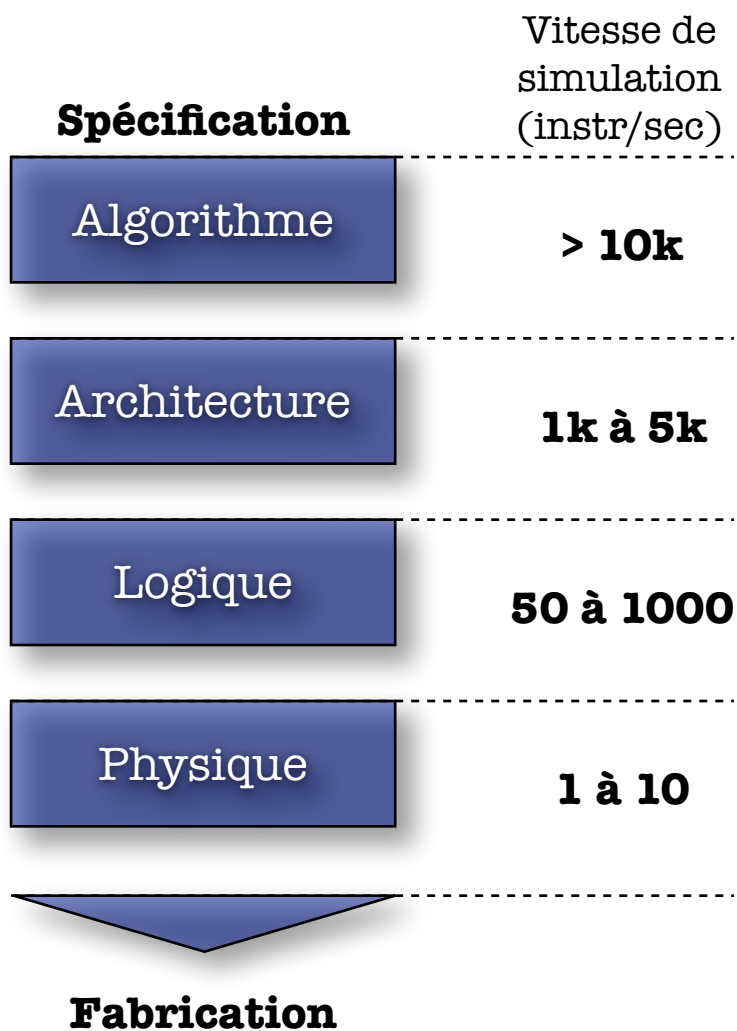 Vitesse de
simulation
(instr/sec)
Spécification
Algorithme
> 10k
Architecture
1k à 5k
Logique
50 à 1000
Physique
1 à 10
Fabrication